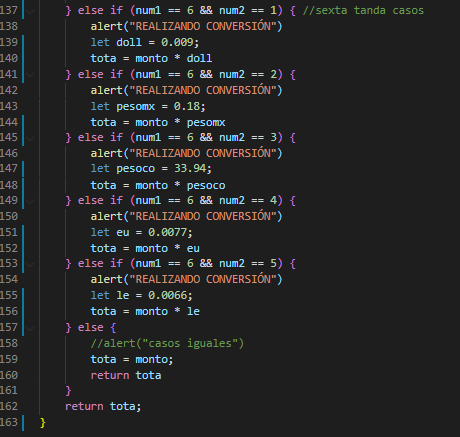 137 } else if (num1 == 6 && num2 == 1) { //sexta tanda casos
138 alert("REALIZANDO CONVERSIÓN")
139 let doll = 0.009;
140 tota = monto * doll
141 } else if (num1 == 6 && num2 == 2) {
142 alert("REALIZANDO CONVERSIÓN")
143 let pesomx = 0.18;
144 tota = monto * pesomx
145 } else if (num1 == 6 && num2 == 3) {
146 alert("REALIZANDO CONVERSIÓN")
147 let pesoco = 33.94;
148 tota = monto * pesoco
149 } else if (num1 == 6 && num2 == 4) {
150 alert("REALIZANDO CONVERSIÓN")
151 let eu = 0.0077;
152 tota = monto * eu
153 } else if (num1 == 6 && num2 == 5) {
154 alert("REALIZANDO CONVERSIÓN")
155 let le = 0.0066;
156 tota = monto * le
157 } else {
158 //alert("casos iguales")
159 tota = monto;
160 return tota
161 }
162 return tota;
163 }